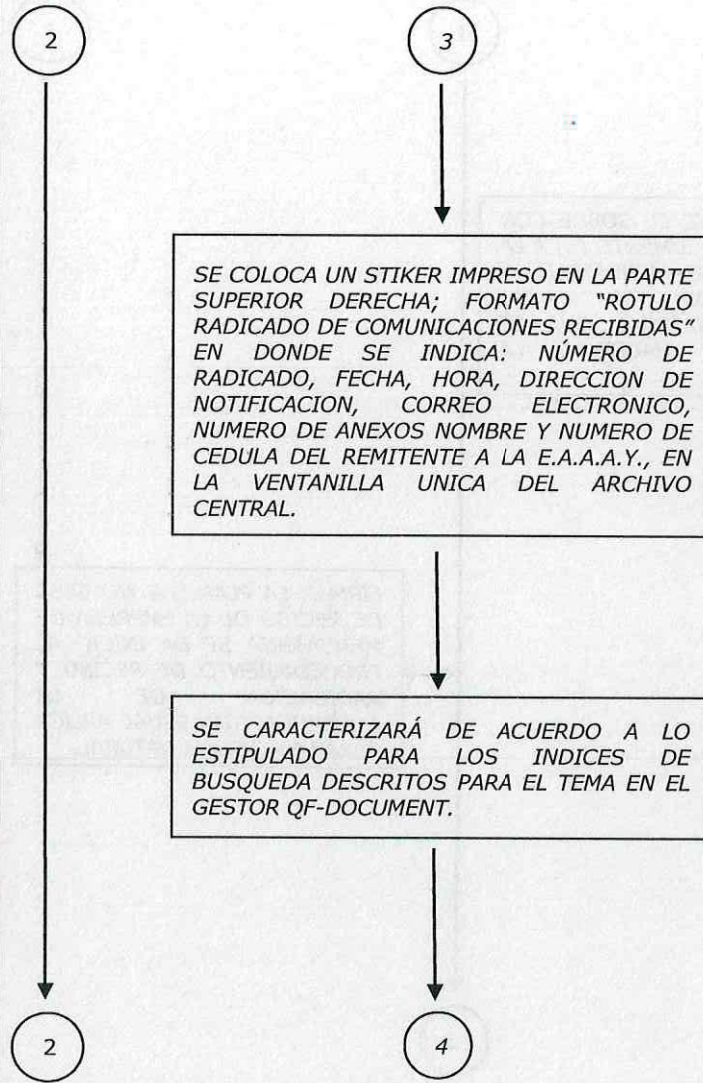 2
3
SE COLOCA UN STIKER IMPRESO EN LA PARTE
SUPERIOR DERECHA; FORMATO "ROTULO
RADICADO DE COMUNICACIONES RECIBIDAS"
EN DONDE SE INDICA: NÚMERO DE
RADICADO, FECHA, HORA, DIRECCION DE
NOTIFICACION, CORREO ELECTRONICO,
NUMERO DE ANEXOS NOMBRE Y NUMERO DE
CEDULA DEL REMITENTE A LA E.A.A.A.Y., EN
LA VENTANILLA UNICA DEL ARCHIVO
CENTRAL.
SE CARACTERIZARÁ DE ACUERDO A LO
ESTIPULADO PARA LOS INDICES DE
BUSQUEDA DESCRITOS PARA EL TEMA EN EL
GESTOR QF-DOCUMENT.
2
4